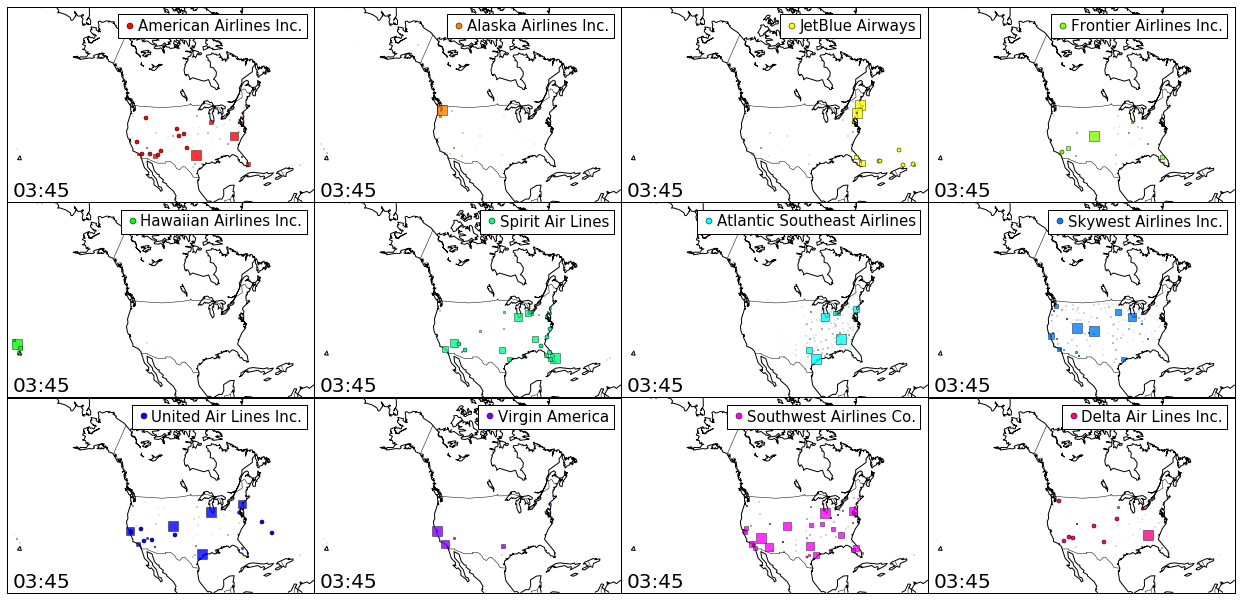 American Airlines Inc.
Alaska Airlines Inc.
JetBlue Airways
Frontier Airlines Inc.
03:45
03:45
03:45
03:45
Hawaiian Airlines Inc.
Spirit Air Lines
Atlantic Southeast Airlines
Skywest Airlines Inc.
03:45
03:45
03:45
03:45
United Air Lines Inc.
Virgin America
Southwest Airlines Co.
Delta Air Lines Inc.
03:45
03:45
03:45
03:45